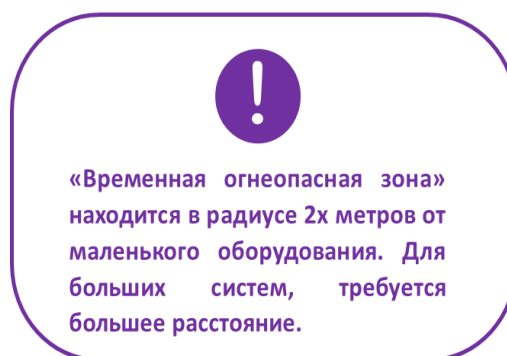 «Временная огнеопасная зона»
находится в радиусе 2х метров от
маленького оборудования. Для
больших систем, требуется
большее расстояние.